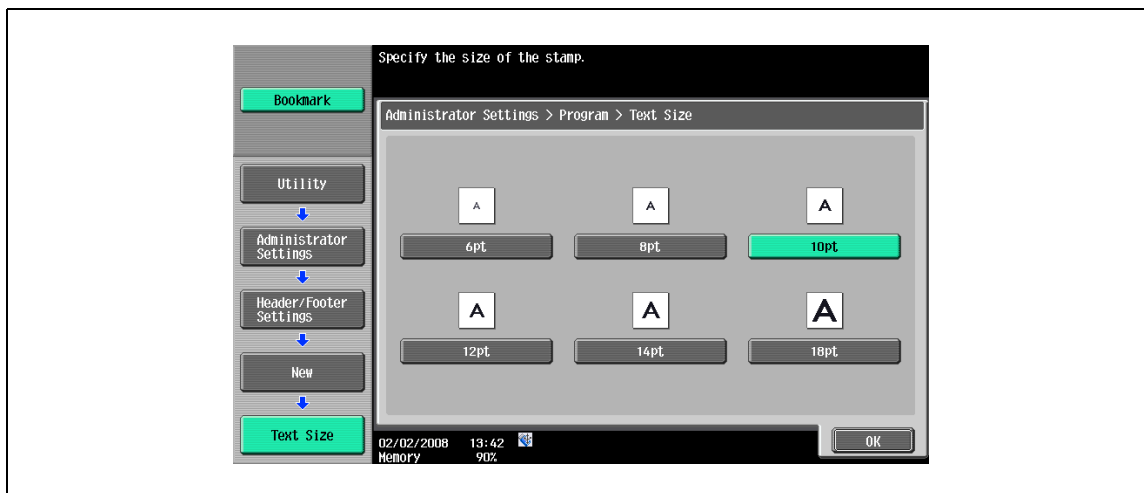 Specify the size of the stamp.
Bookmark
Administrator Settings > Program > Text Size
Utility
Administrator
Settings
Header/Footer
Settings
New
Text Size
A
A
A
6pt
8pt
10pt
A
A
A
12pt
14pt
18pt
02/02/2008 13:42
Memory 90%
OK